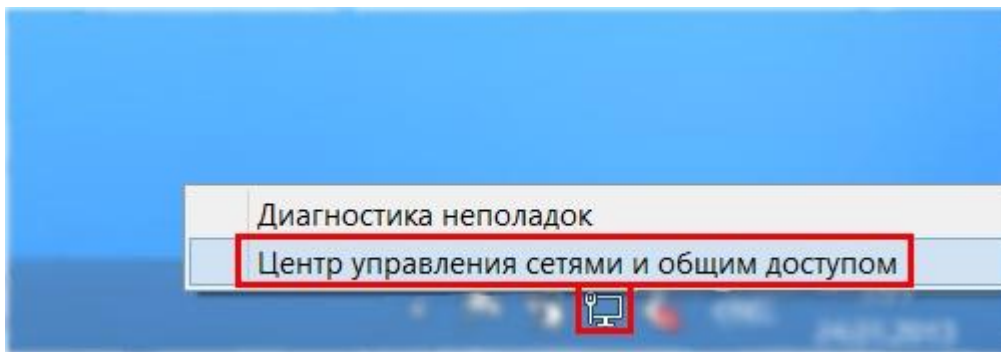 Диагностика неполадок
Центр управления сетями и общим доступом